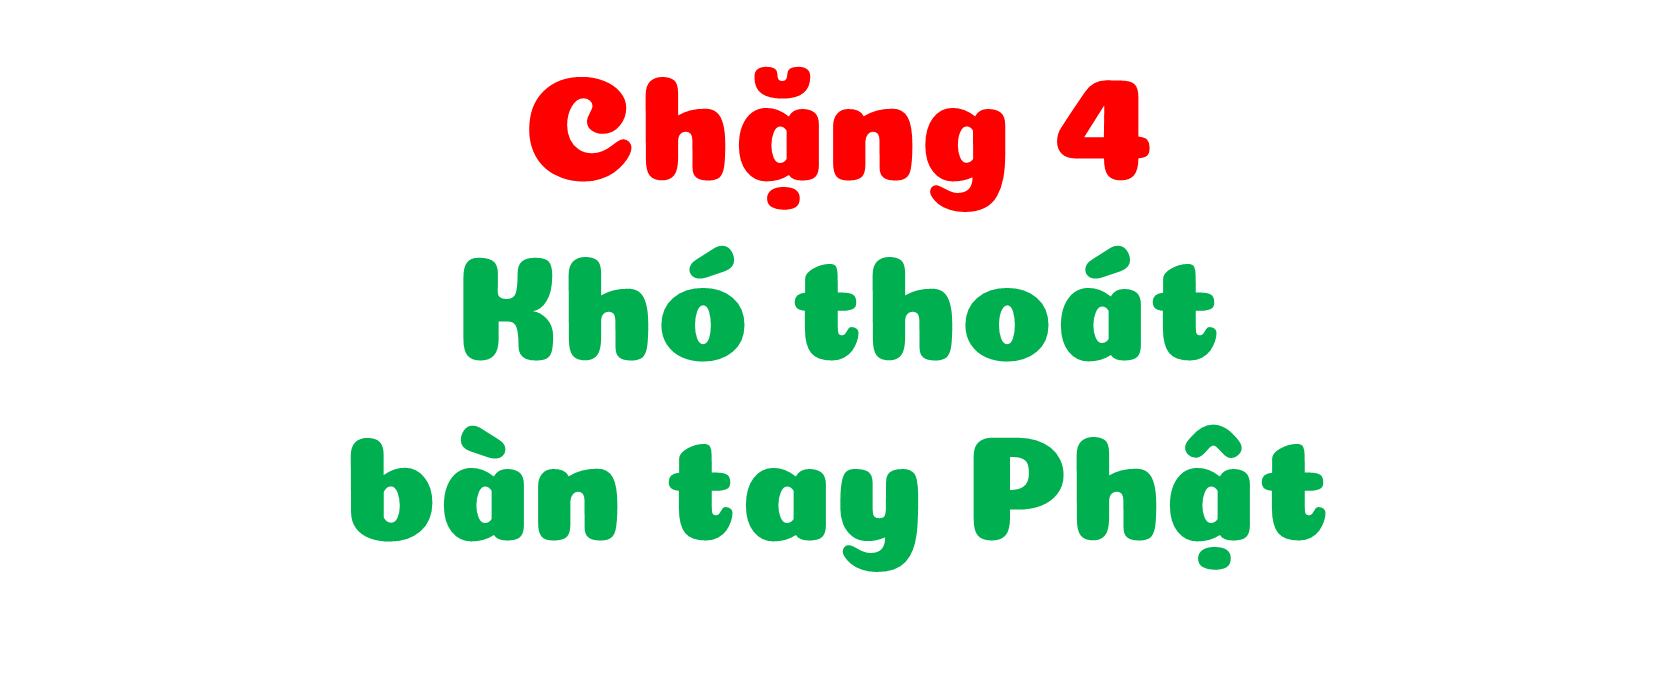 Chặng 4
Khó thoát
bàn tay Phật